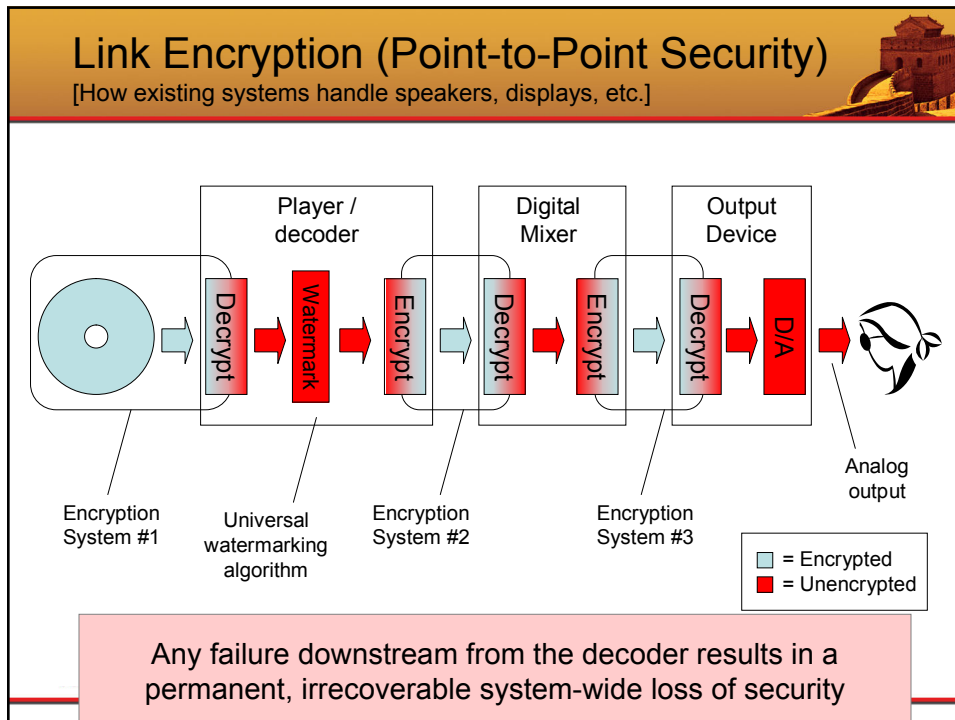 Link Encryption (Point-to-Point Security)
[How existing systems handle speakers, displays, etc.]
Player /
decoder
Digital
Mixer
Output
Device
Decrypt
Watermark
Encrypt
Decrypt
Encrypt
Decrypt
D/A
Analog
output
Encryption
System #1
Universal
watermarking
algorithm
Encryption
System #2
Encryption
System #3
= Encrypted
= Unencrypted
Any failure downstream from the decoder results in a
permanent, irrecoverable system-wide loss of security